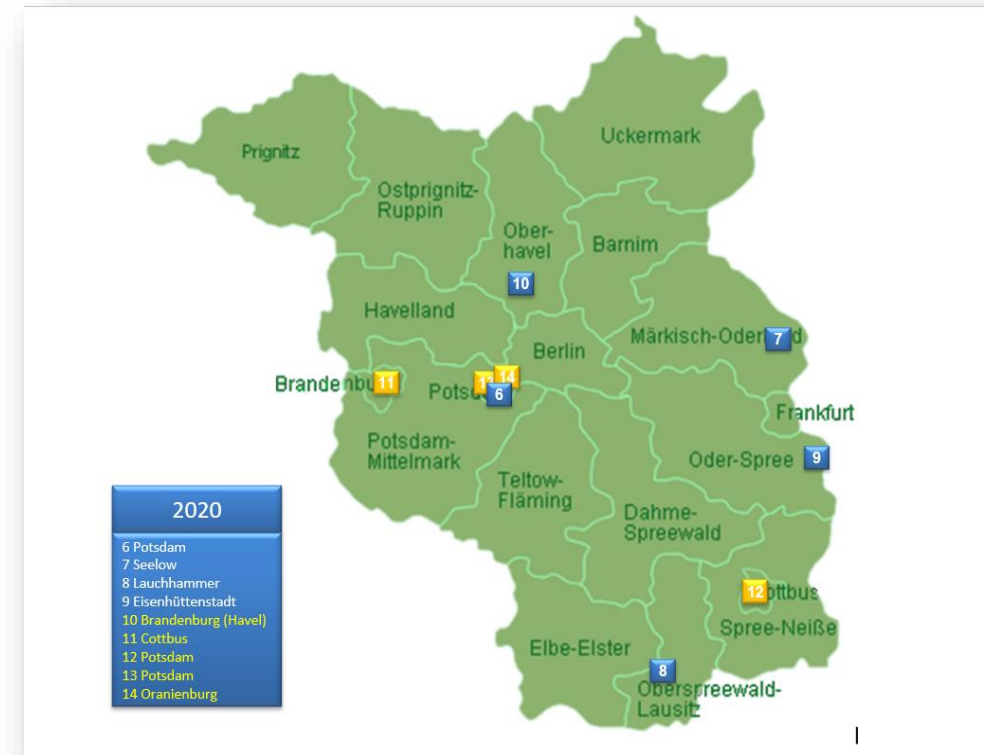 Uckermark
Prignitz
Ostprignitz-
Ruppin
Ober-
havel
Barnim
10
Havelland
Märkisch-Oder
7
d
Berlin
Brandenbu
11
13
14
Potsd
6
Frankfurt
Potsdam-
Mittelmark
Oder-Spree
9
Teltow-
Fläming
Dahme-
Spreewald
2020
6 Potsdam
7 Seelow
8 Lauchhammer
9 Eisenhüttenstadt
10 Brandenburg (Havel)
11 Cottbus
12 Potsdam
13 Potsdam
14 Oranienburg
12
ottbus
Spree-Neiße
Elbe-Elster
8
Oberspreewald-
Lausitz